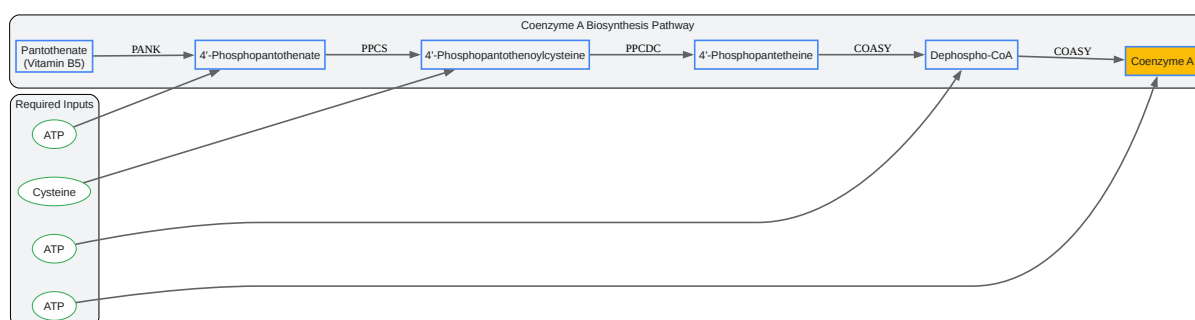 Coenzyme A Biosynthesis Pathway
Pantothenate
(Vitamin B5)
PANK
4'-Phosphopantothenate
PPCS
4'-Phosphopantothenoylcysteine
PPCDC
4'-Phosphopantetheine
COASY
Dephospho-CoA
COASY
Coenzyme A
Required Inputs
ATP
Cysteine
ATP
ATP